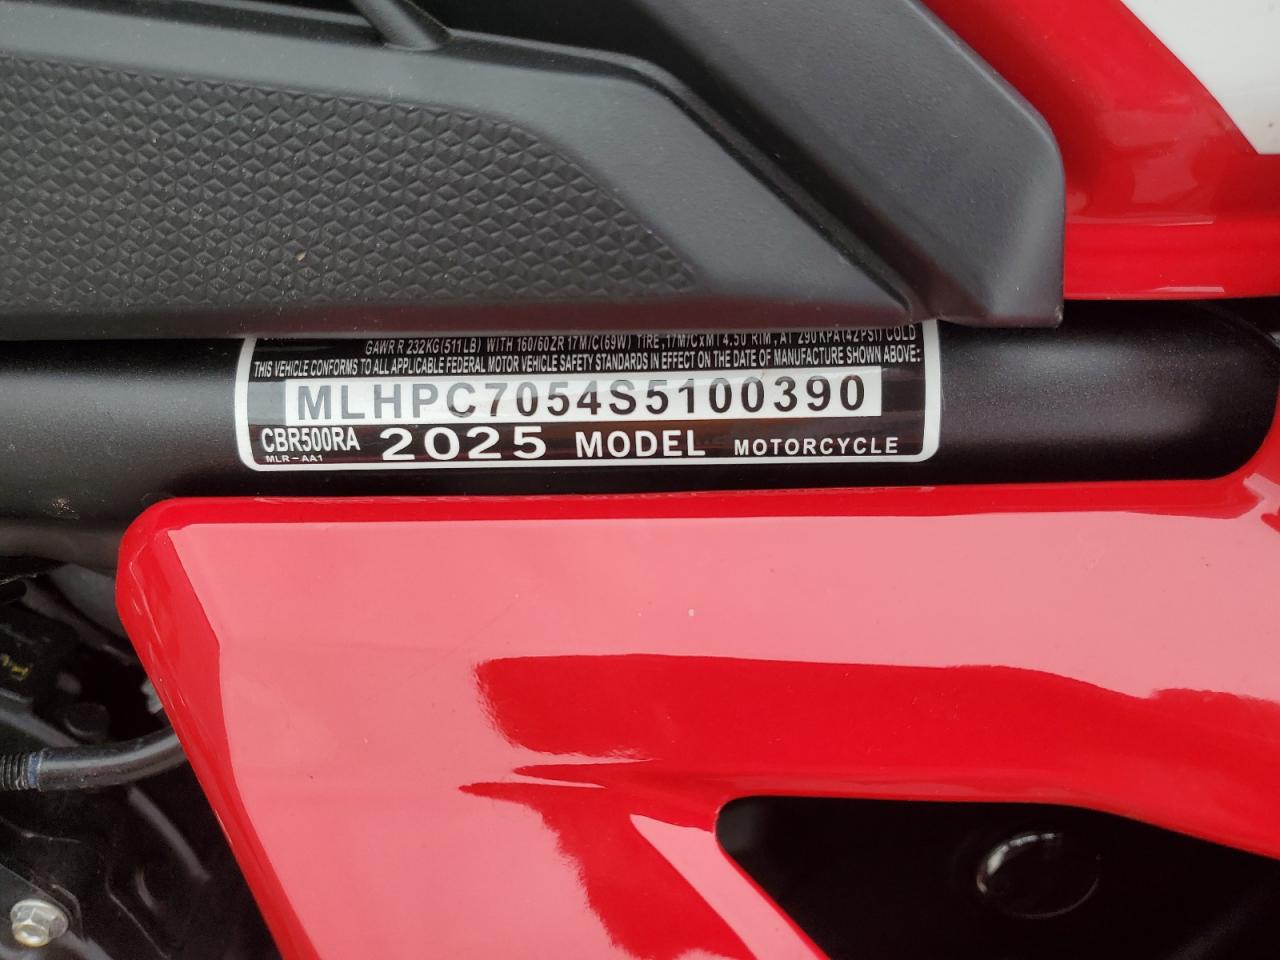 GAWR R 232KG(511LB) WITH 160/60ZR 17M/C(69W) TIRE, 17M/CxMT4.50 RIM, AT 290 KPA(42PSI) COLD
THIS VEHICLE CONFORMS TO ALL APPLICABLE FEDERAL MOTOR VEHICLE SAFETY STANDARDS IN EFFECT ON THE DATE OF MANUFACTURE SHOWN ABOVE:
MLHPC7054S5100390
CBR500RA 2025 MODEL MOTORCYCLE
MLR-AA1